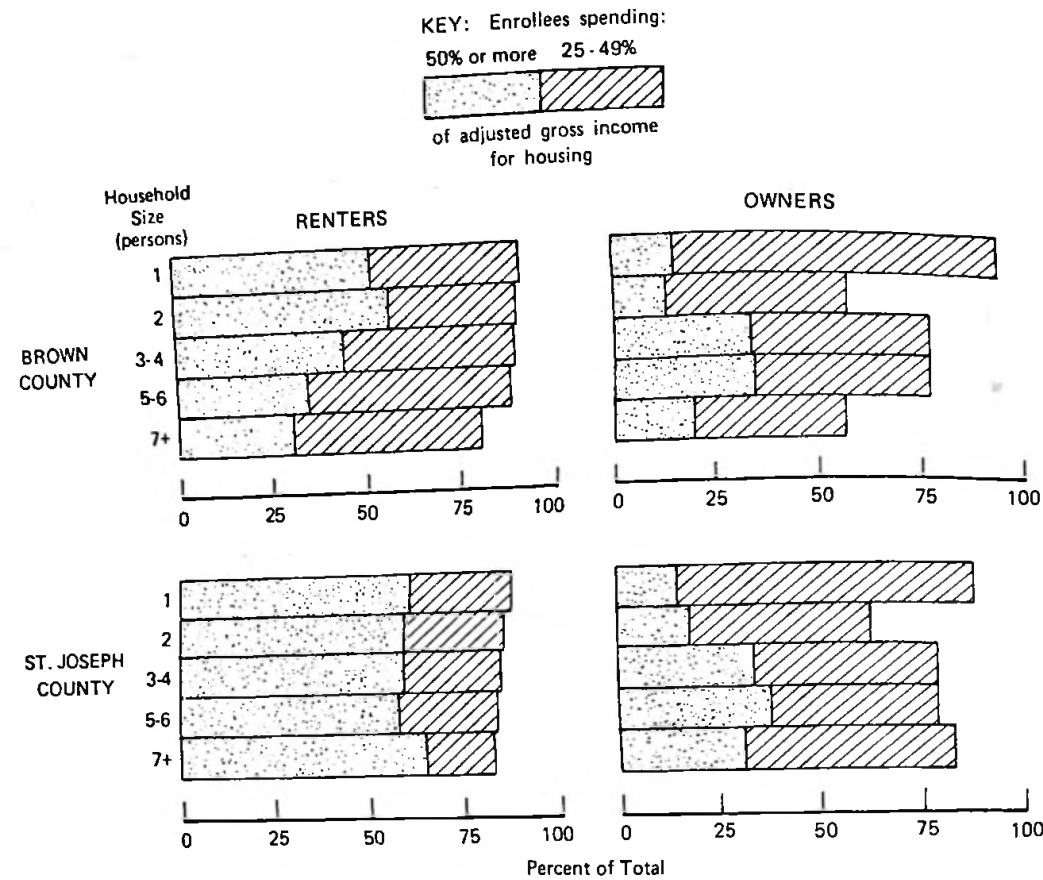 KEY: Enrollees spending:
50% or more 25-49%
of adjusted gross income
for housing
Household
Size
(persons)
RENTERS
OWNERS
BROWN
COUNTY
1
2
3-4
5-6
7+
0 25 50 75 100
0 25 50 75 100
ST. JOSEPH
COUNTY
1
2
3-4
5-6
7+
0 25 50 75 100
0 25 50 75 100
Percent of Total